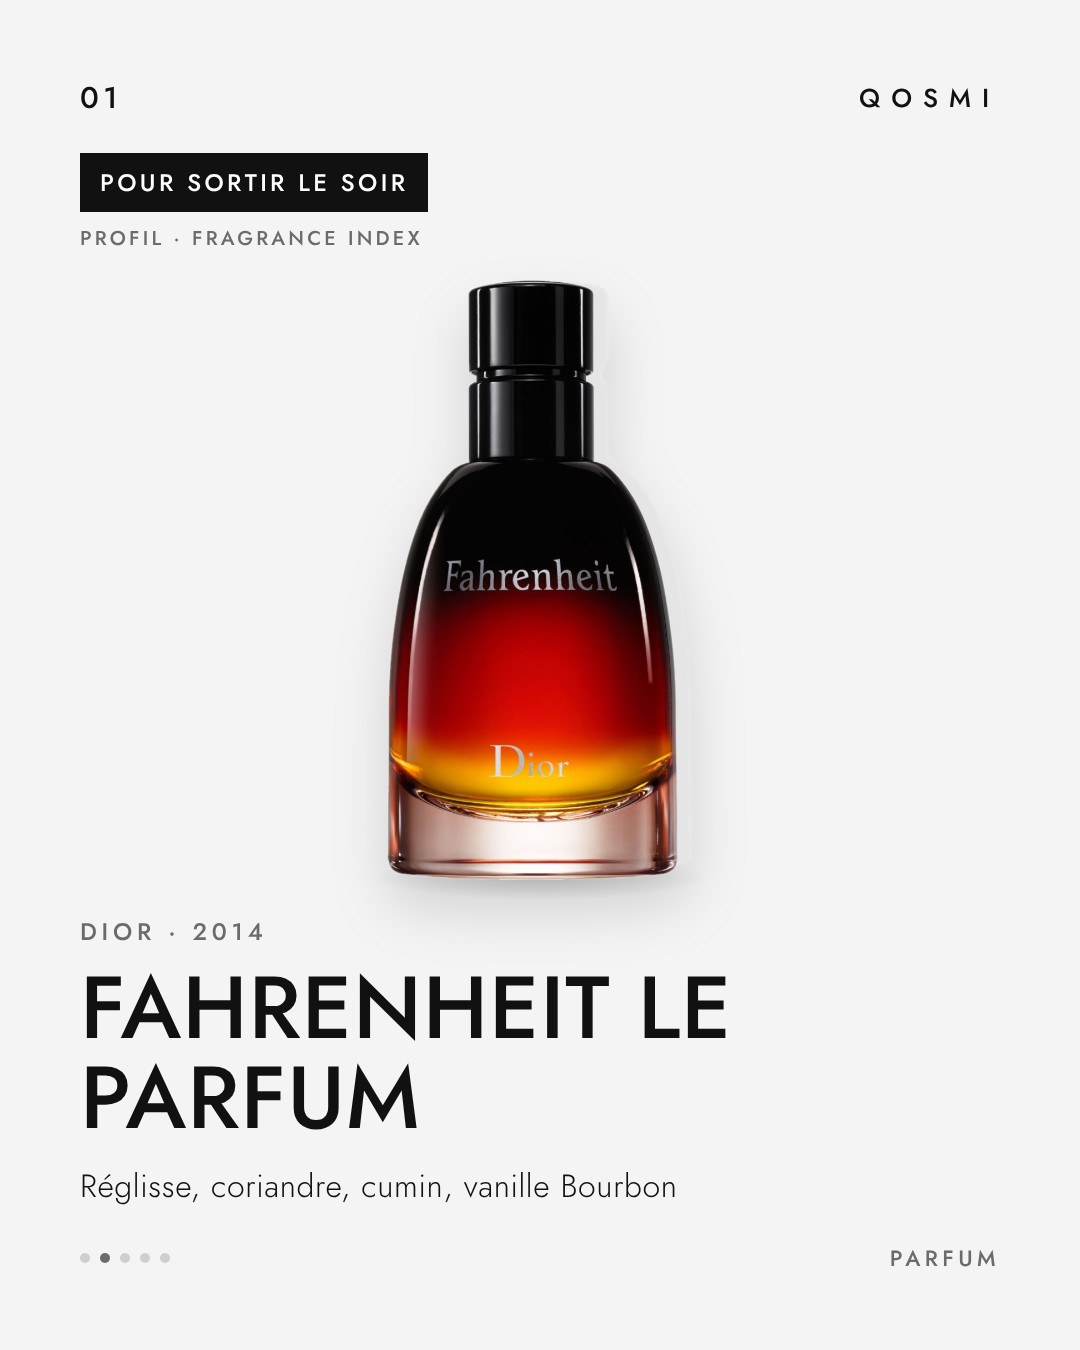 01
QOSMI
POUR SORTIR LE SOIR
PROFIL · FRAGRANCE INDEX
Fahrenheit
Dior
DIOR · 2014
FAHRENHEIT LE
PARFUM
Réglisse, coriandre, cumin, vanille Bourbon
PARFUM